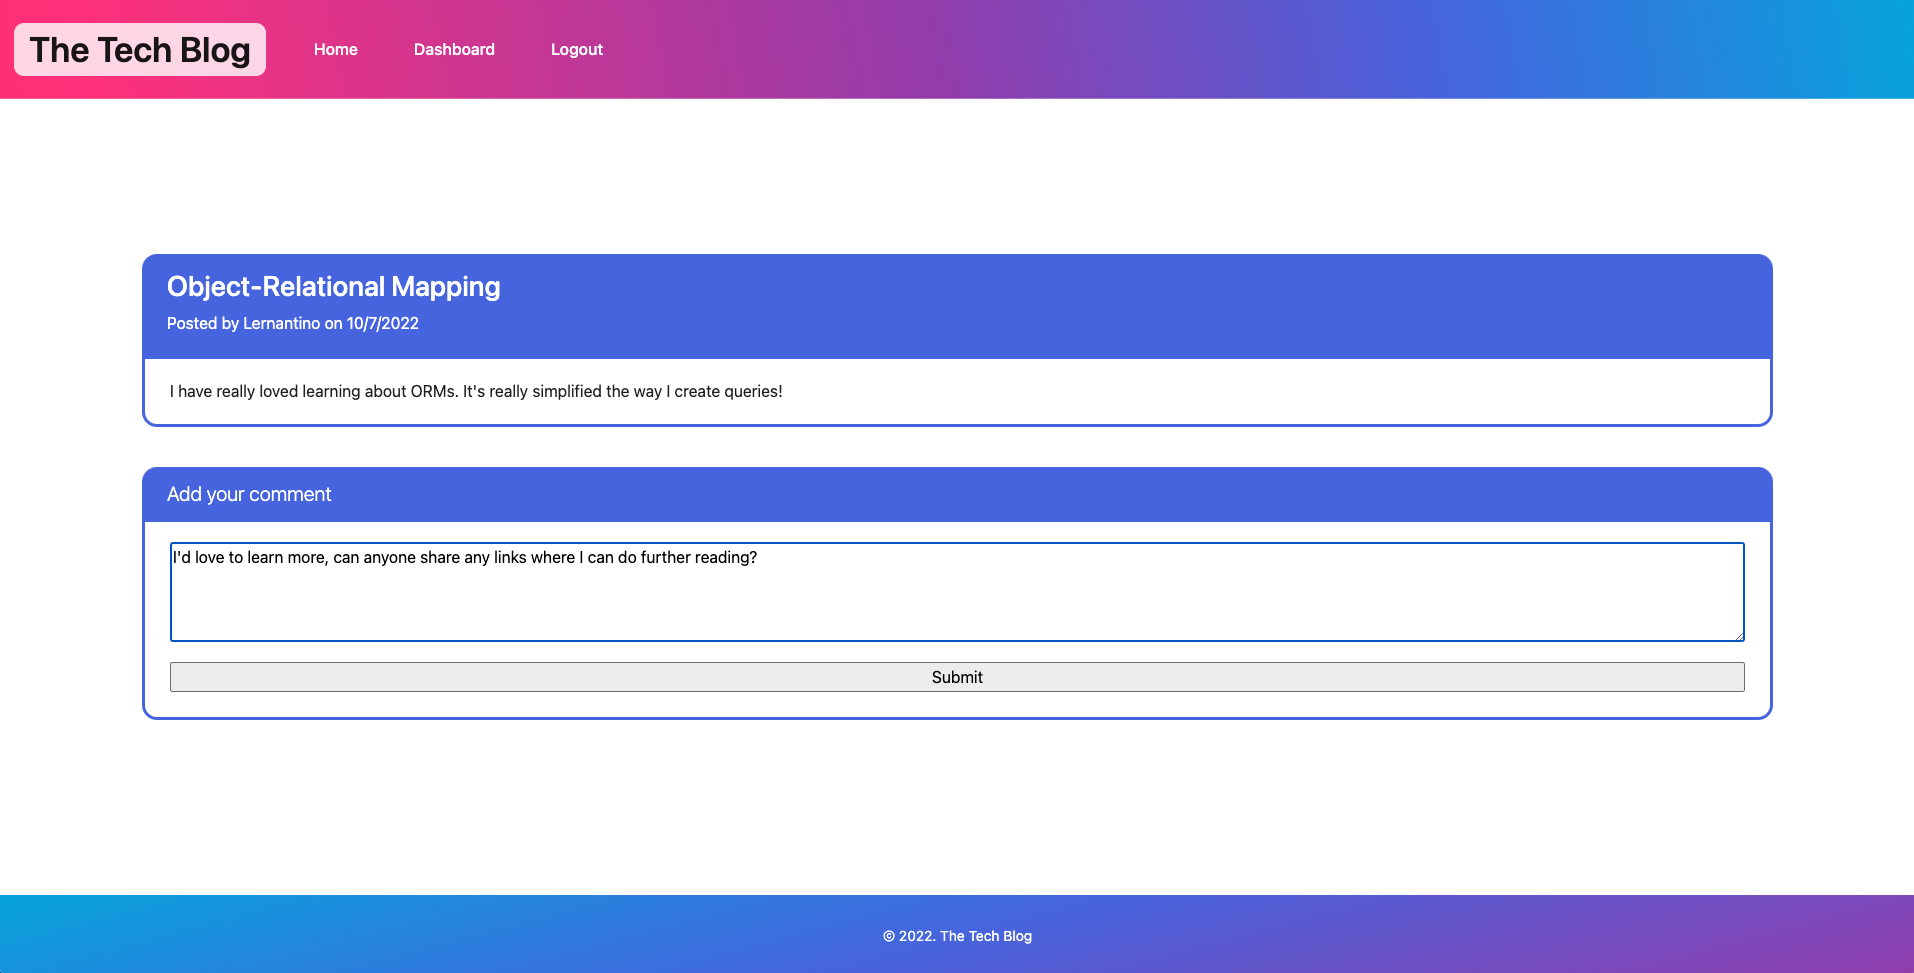 The Tech Blog
Home
Dashboard
Logout
Object-Relational Mapping
Posted by Lernantino on 10/7/2022
I have really loved learning about ORMs. It's really simplified the way I create queries!
Add your comment
I'd love to learn more, can anyone share any links where I can do further reading?
Submit
© 2022. The Tech Blog